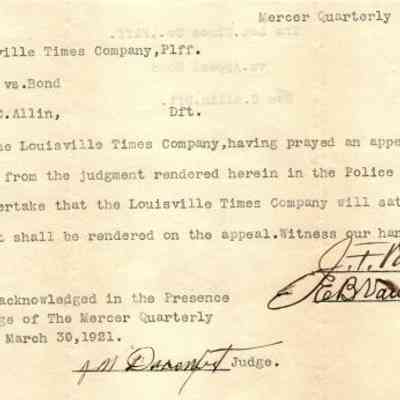 Mercer Quarterly
ville Times Company,Plff.
vs.Bond
C.Allin, Dft.
he Louisville Times Company,having prayed an appe
from the judgment rendered herein in the Police
ertake that the Louisville Times Company will sat
t shall be rendered on the appeal.Witness our han
J.T.
E B Va
acknowledged in the Presence
ge of The Mercer Quarterly
March 30,1921.
Judge.